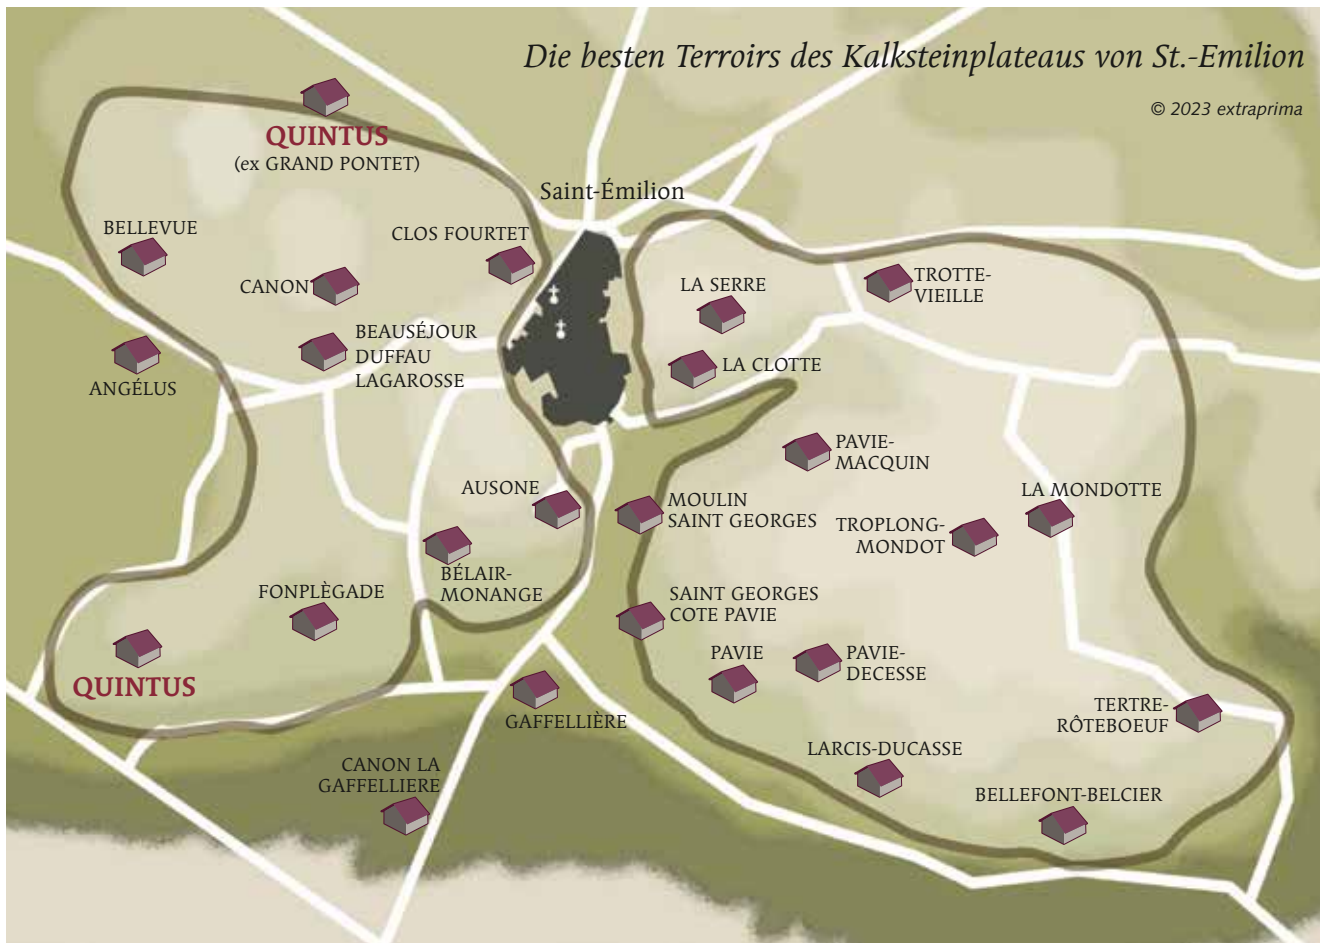 Die besten Terroirs des Kalksteinplateaus von St.-Emilion
© 2023 extraprima
QUINTUS
(ex GRAND PONTET)
Saint-Émilion
BELLEVUE
CLOS FOURTET
CANON
LA SERRE
TROTTE-
VIEILLE
BEAUSÉJOUR
DUFFAU
LAGAROSSE
ANGÉLUS
LA CLOTTE
PAVIE-
MACQUIN
AUSONE
MOULIN
SAINT GEORGES
LA MONDOTTE
TROPLONG-
MONDOT
BÉLAIR-
MONANGE
FONPLÈGADE
SAINT GEORGES
COTE PAVIE
QUINTUS
PAVIE
PAVIE-
DECESSE
GAFFELLIÈRE
TERTRE-
RÔTEBOEUF
CANON LA
GAFFELLIERE
LARCIS-DUCASSE
BELLEFONT-BELCIER